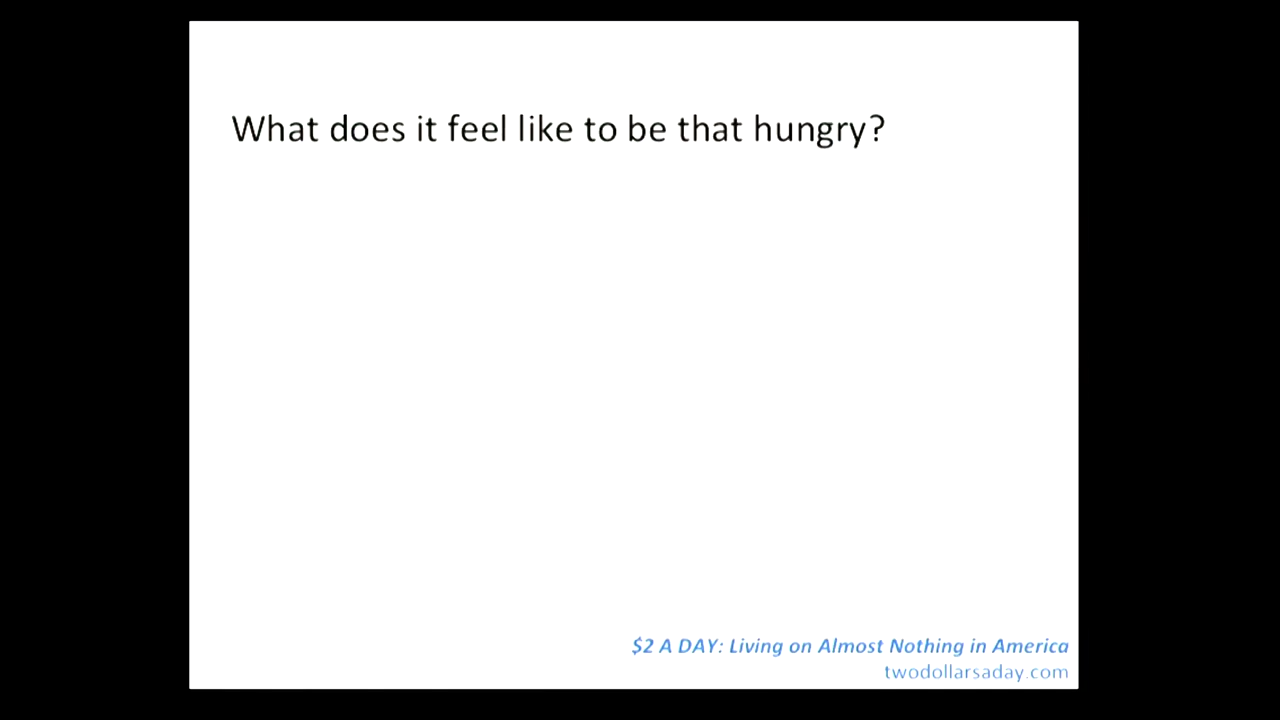 What does it feel like to be that hungry?
$2 A DAY: Living on Almost Nothing in America
twodollarsaday.com